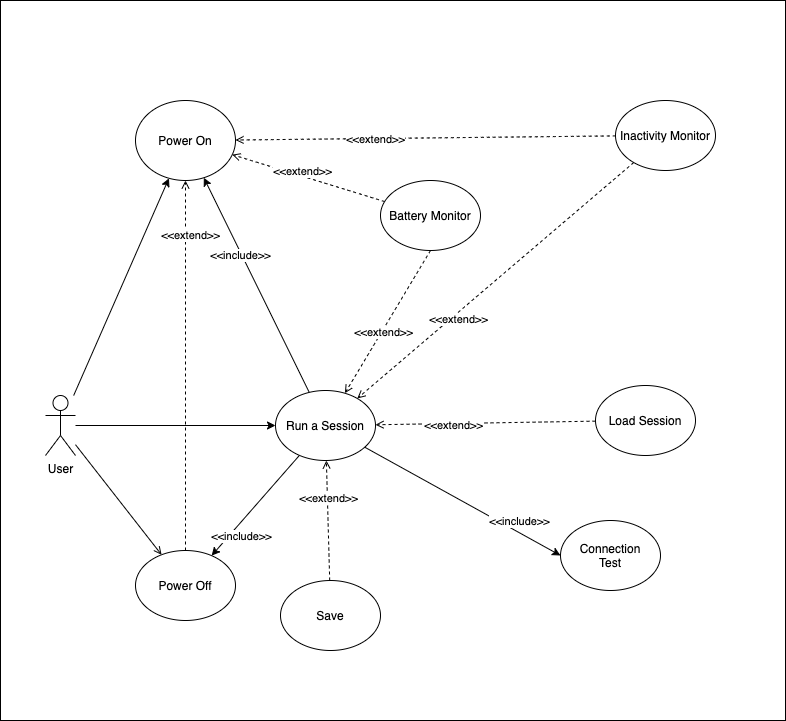 Power On
<<extend>>
Inactivity Monitor
<<extend>>
Battery Monitor
<<extend>>
<<include>>
<<extend>>
<<extend>>
Run a Session
<<extend>>
Load Session
User
<<extend>>
<<include>>
<<include>>
Connection
Test
Power Off
Save